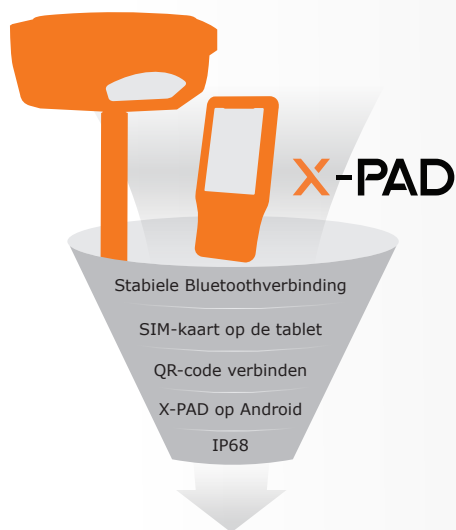 X-PAD
Stabiele Bluetoothverbinding
SIM-kaart op de tablet
QR-code verbinden
X-PAD op Android
IP68